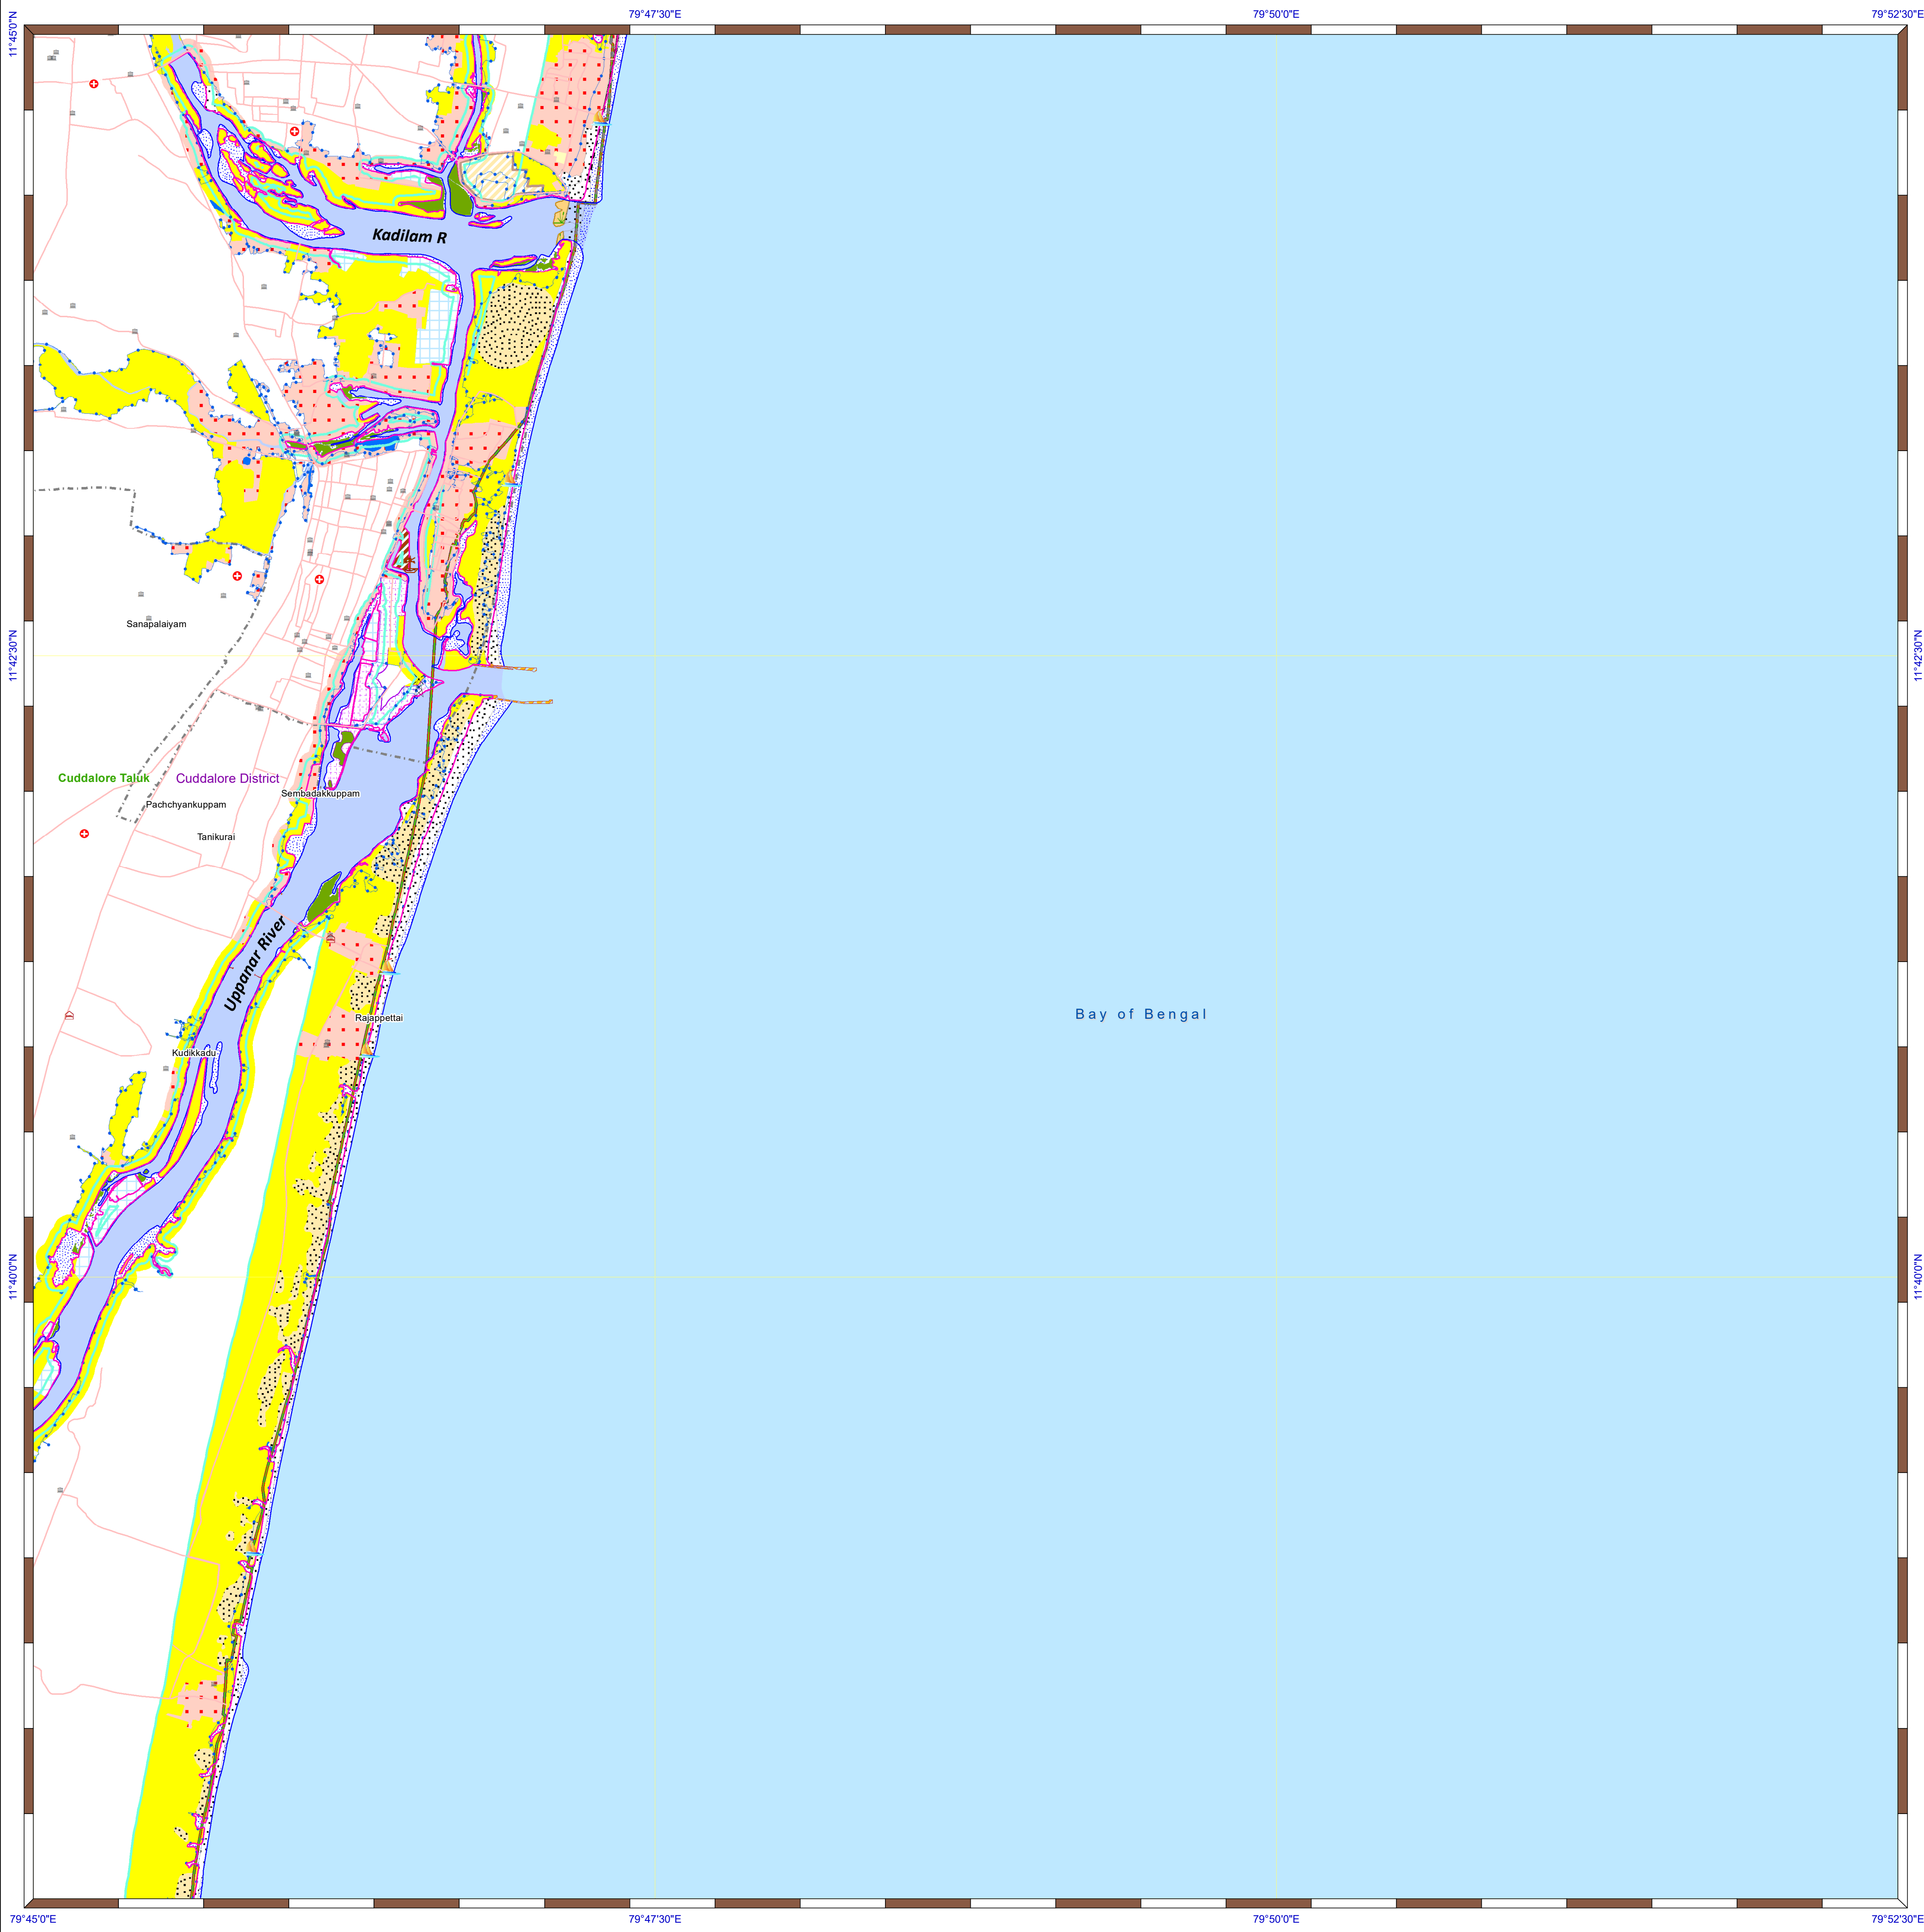 79°47'30"E
79°50'0"E
79°52'30"E
11°45'0"N
Kadilam R
Sanapalaiyam
11°42'30"N
11°42'30"N
Cuddalore Taluk
Cuddalore District
Sembadakkuppam
Pachchyankuppam
Tanikurai
Uppanar River
Bay of Bengal
Rajappettai
Kudikkadu
11°40'0"N
11°40'0"N
79°45'0"E
79°47'30"E
79°50'0"E
79°52'30"E